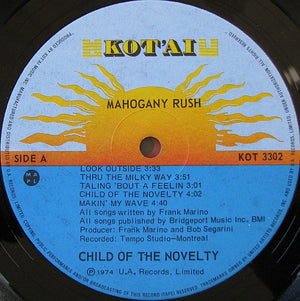 KOT'AI
MAHOGANY RUSH
SIDE A
KOT 3302
MAPL
LOOK OUTSIDE 3:33
THRU THE MILKY WAY 3:51
TALING 'BOUT A FEELIN 3:01
CHILD OF THE NOVELTY 4:02
MAKIN' MY WAVE 4:40
All songs written by Frank Marino
All songs published by Bridgeport Music Inc., BMI
Producer: Frank Marino and Bob Segarini
Recorded: Tempo Studio-Montreal
CHILD OF THE NOVELTY
℗ 1974 U.A. Records, Limited